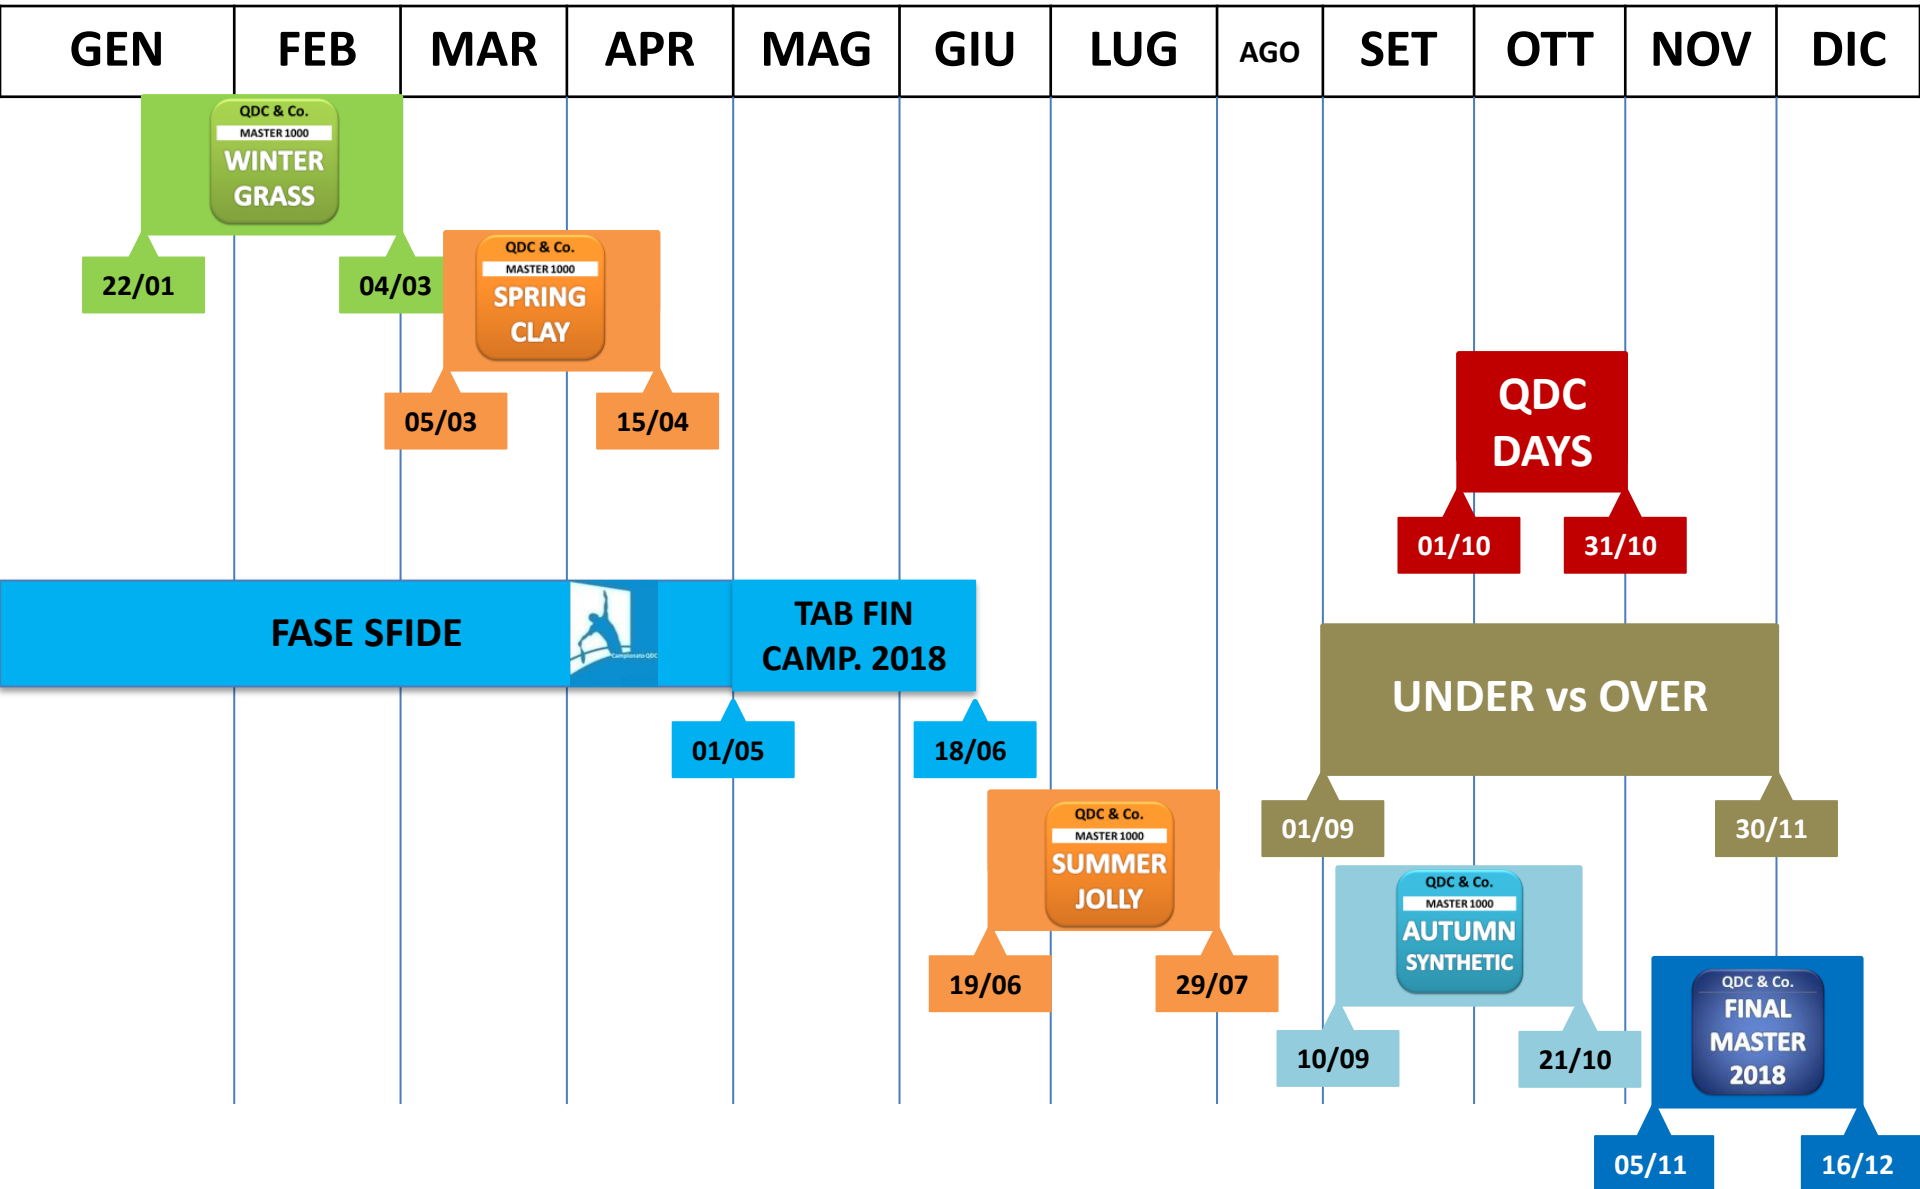 GEN FEB MAR APR MAG GIU LUG AGO SET OTT NOV DIC
QDC & Co.
MASTER 1000
WINTER
GRASS
22/01
04/03
QDC & Co.
MASTER 1000
SPRING
CLAY
05/03
15/04
QDC
DAYS
01/10
31/10
FASE SFIDE
Campionato QDC
TAB FIN
CAMP. 2018
01/05
18/06
UNDER vs OVER
01/09
30/11
QDC & Co.
MASTER 1000
SUMMER
JOLLY
19/06
29/07
QDC & Co.
MASTER 1000
AUTUMN
SYNTHETIC
10/09
21/10
QDC & Co.
FINAL
MASTER
2018
05/11
16/12